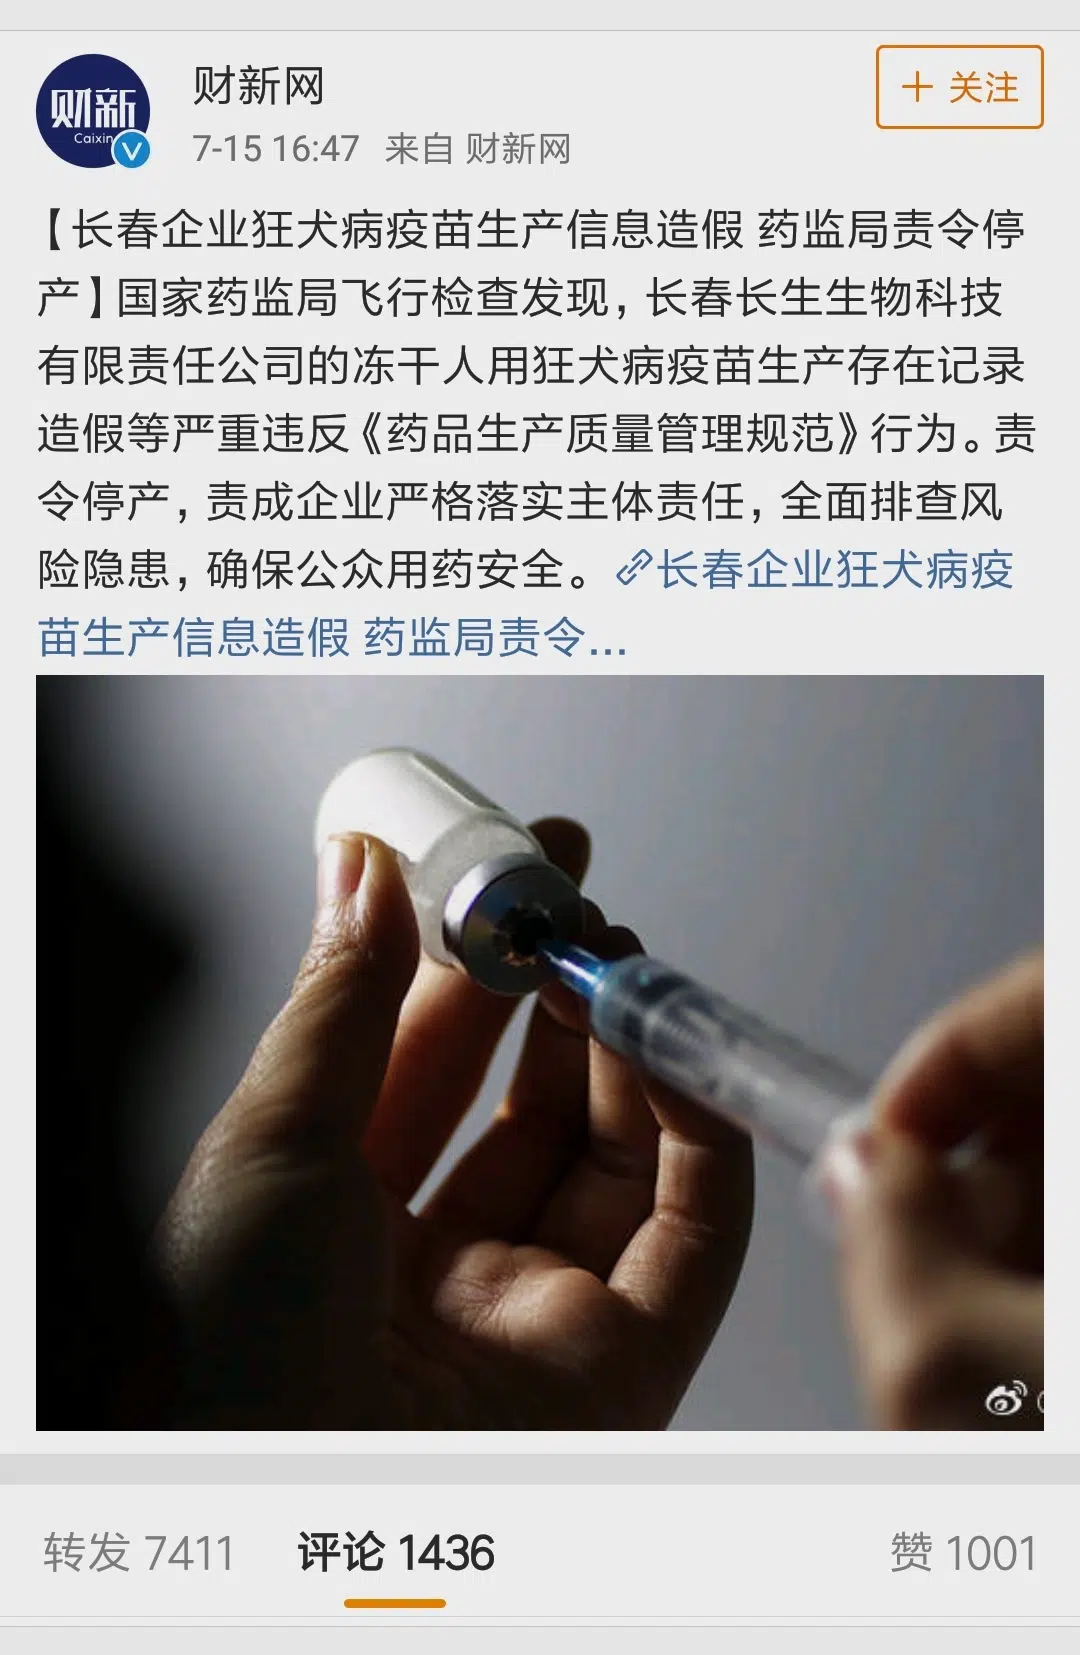 财新
Caixin
财新网
7-15 16:47 来自 财新网
关注
【长春企业狂犬病疫苗生产信息造假 药监局责令停
产】国家药监局飞行检查发现，长春长生生物科技
有限责任公司的冻干人用狂犬病疫苗生产存在记录
造假等严重违反《药品生产质量管理规范》行为。责
令停产，责成企业严格落实主体责任，全面排查风
险隐患，确保公众用药安全。长春企业狂犬病疫
苗生产信息造假 药监局责令...
转发 7411 评论 1436 赞 1001